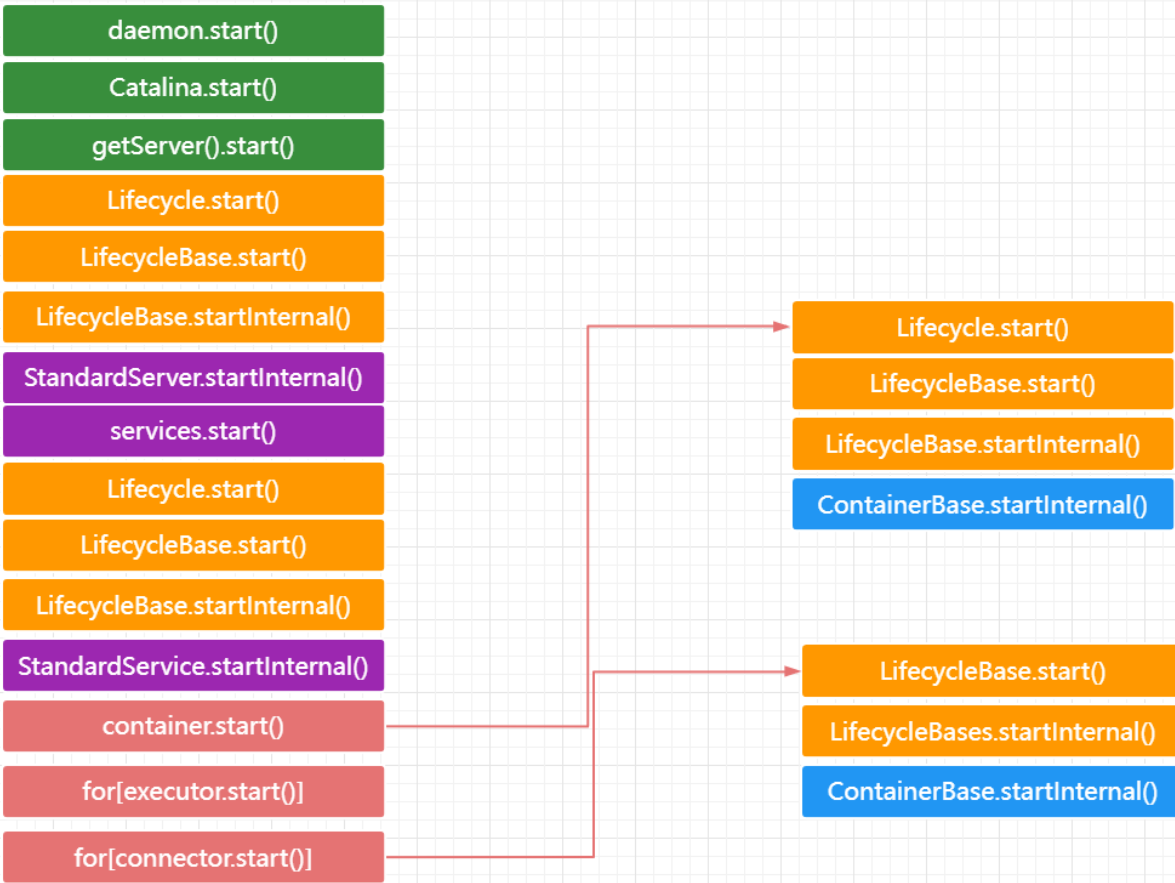 daemon.start()
Catalina.start()
getServer().start()
Lifecycle.start()
LifecycleBase.start()
LifecycleBase.startInternal()
StandardServer.startInternal()
services.start()
Lifecycle.start()
LifecycleBase.start()
LifecycleBase.startInternal()
StandardService.startInternal()
container.start()
for[executor.start()]
for[connector.start()]
Lifecycle.start()
LifecycleBase.start()
LifecycleBase.startInternal()
ContainerBase.startInternal()
LifecycleBase.start()
LifecycleBases.startInternal()
ContainerBase.startInternal()